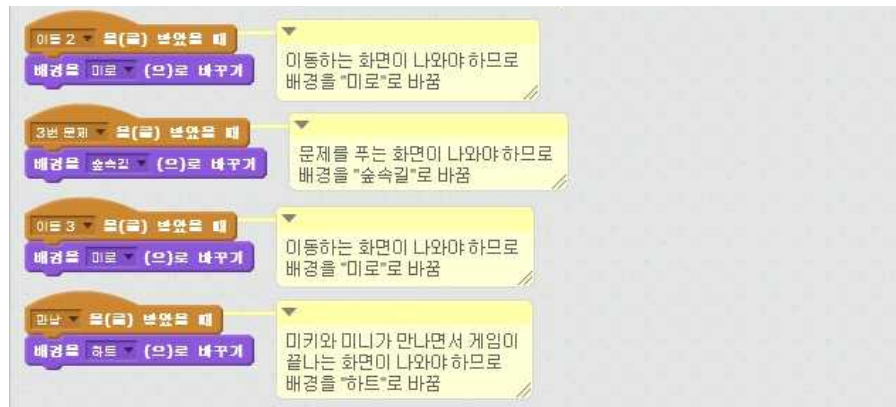 이동 2 을(를) 받았을 때
배경을 미로 (으)로 바꾸기
이동하는 화면이 나와야 하므로
배경을 "미로"로 바꿈
3번 문제 을(를) 받았을 때
배경을 숲속길 (으)로 바꾸기
문제를 푸는 화면이 나와야 하므로
배경을 "숲속길"로 바꿈
이동 3 을(를) 받았을 때
배경을 미로 (으)로 바꾸기
이동하는 화면이 나와야 하므로
배경을 "미로"로 바꿈
만남 을(를) 받았을 때
배경을 하트 (으)로 바꾸기
미키와 미니가 만나면서 게임이
끝나는 화면이 나와야 하므로
배경을 "하트"로 바꿈